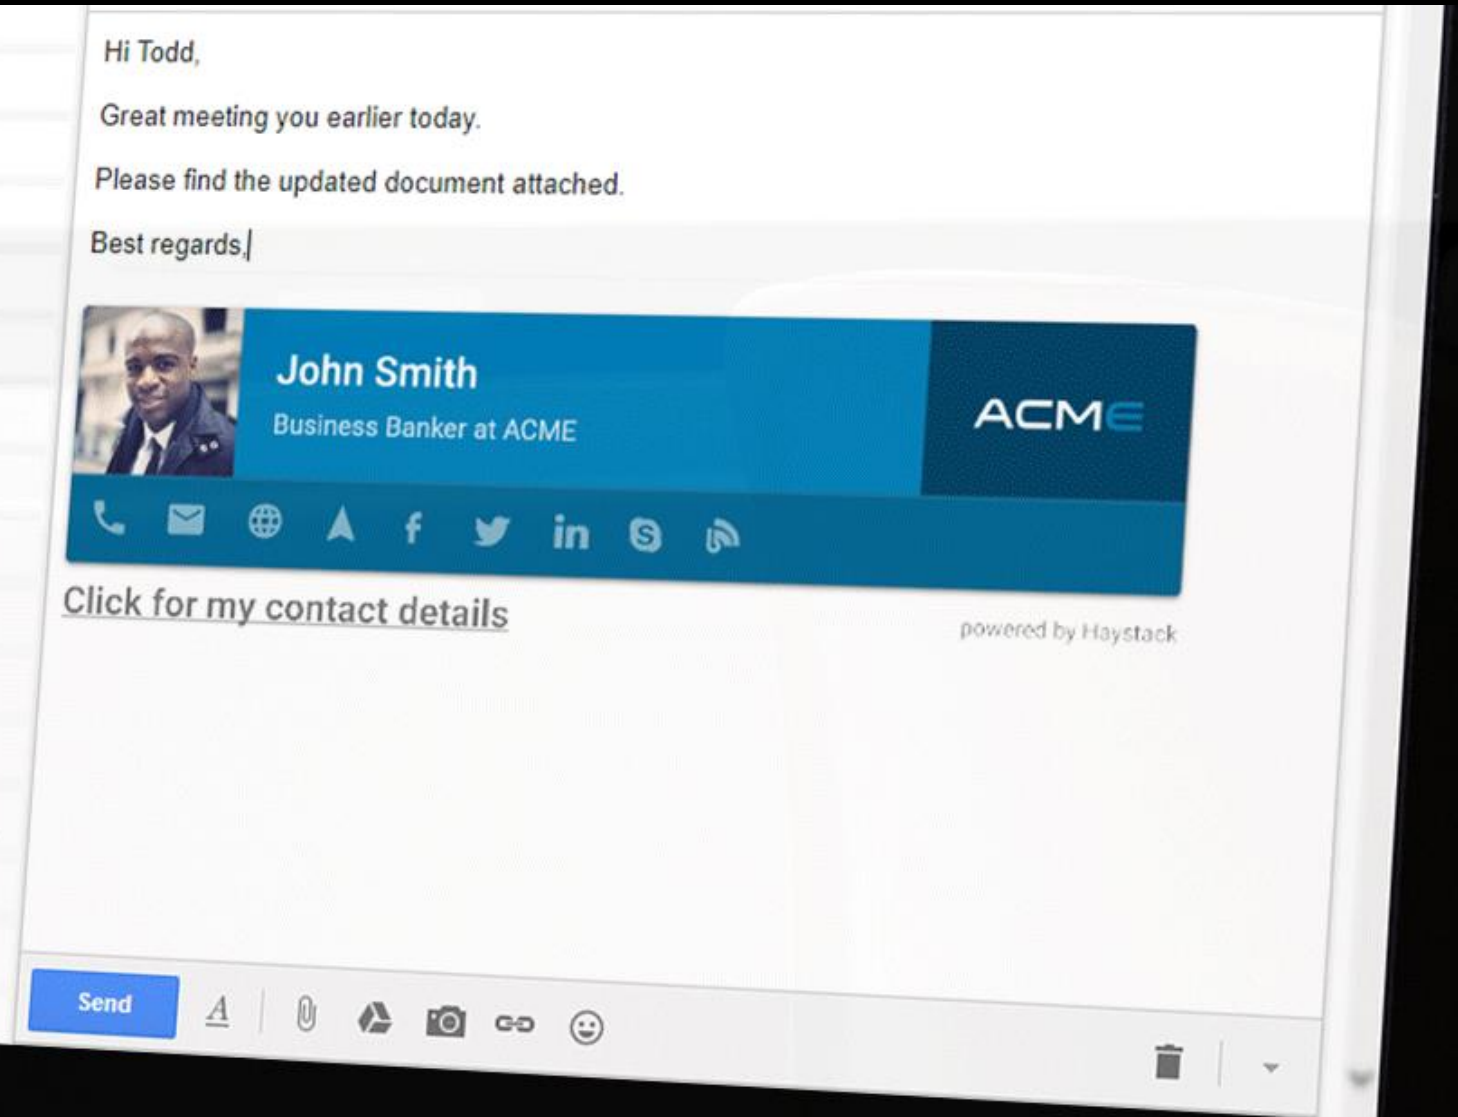 Hi Todd,
Great meeting you earlier today.
Please find the updated document attached.
Best regards,
John Smith
Business Banker at ACME
ACME
Click for my contact details
powered by Haystack
Send
A